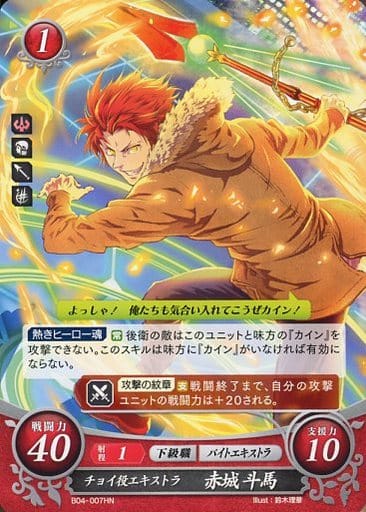 1
よっしゃ! 俺たちも気合い入れてこうぜカイン!
熱きヒーロー魂 常 後衛の敵はこのユニットと味方の『カイン』を
攻撃できない。このスキルは味方に『カイン』がいなければ有効に
ならない。
攻撃の紋章 支 戦闘終了まで、自分の攻撃
ユニットの戦闘力は+20される。
戦闘力
40
射程 1 下級職 バイトエキストラ
支援力
10
チョイ役エキストラ 赤城 斗馬
B04-007HN
Illust:鈴木理華